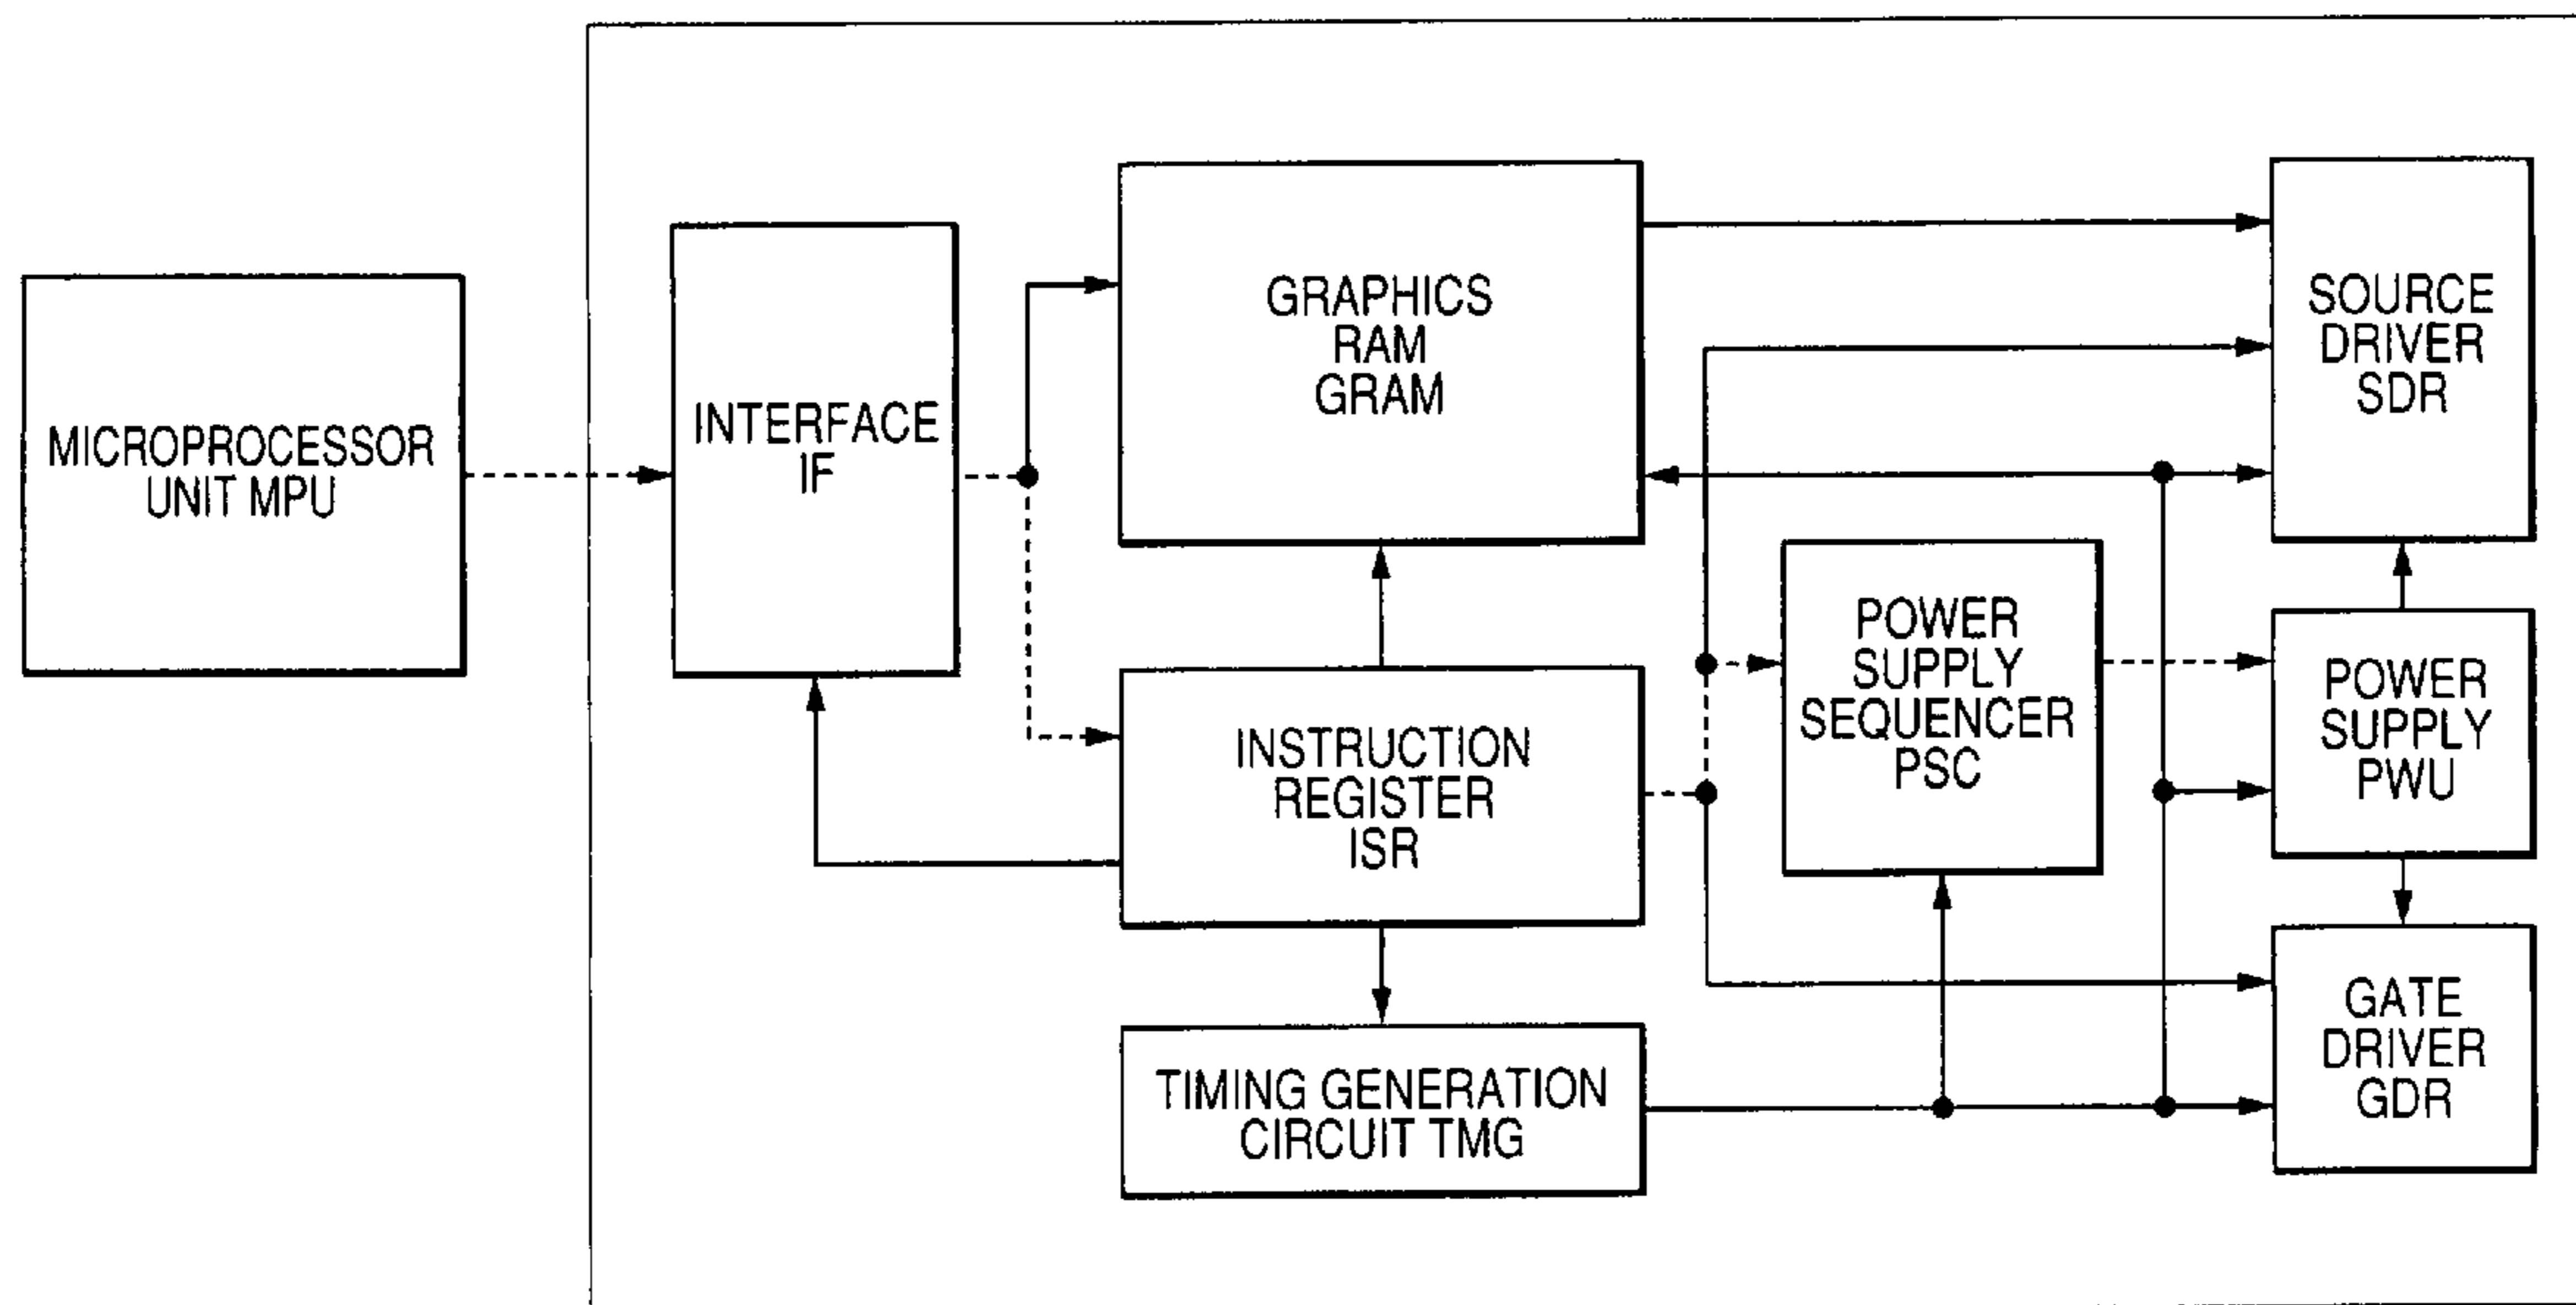 MICROPROCESSOR
UNIT MPU
INTERFACE
IF
GRAPHICS
RAM
GRAM
INSTRUCTION
REGISTER
ISR
TIMING GENERATION
CIRCUIT TMG
POWER
SUPPLY
SEQUENCER
PSC
SOURCE
DRIVER
SDR
POWER
SUPPLY
PWU
GATE
DRIVER
GDR